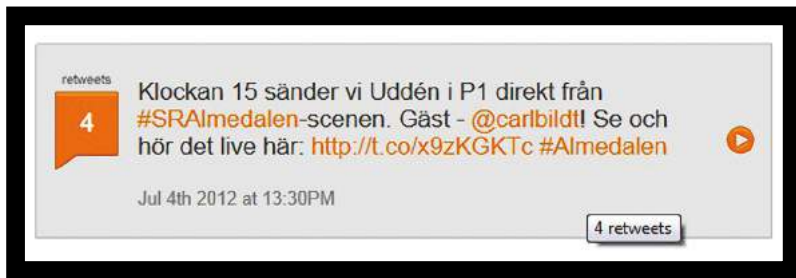 retweets
4
Klockan 15 sänder vi Uddén i P1 direkt från
#SRAlmedalen-scenen. Gäst - @carlbildt! Se och
hör det live här: http://t.co/x9zKGKTc #Almedalen
Jul 4th 2012 at 13:30PM
4 retweets